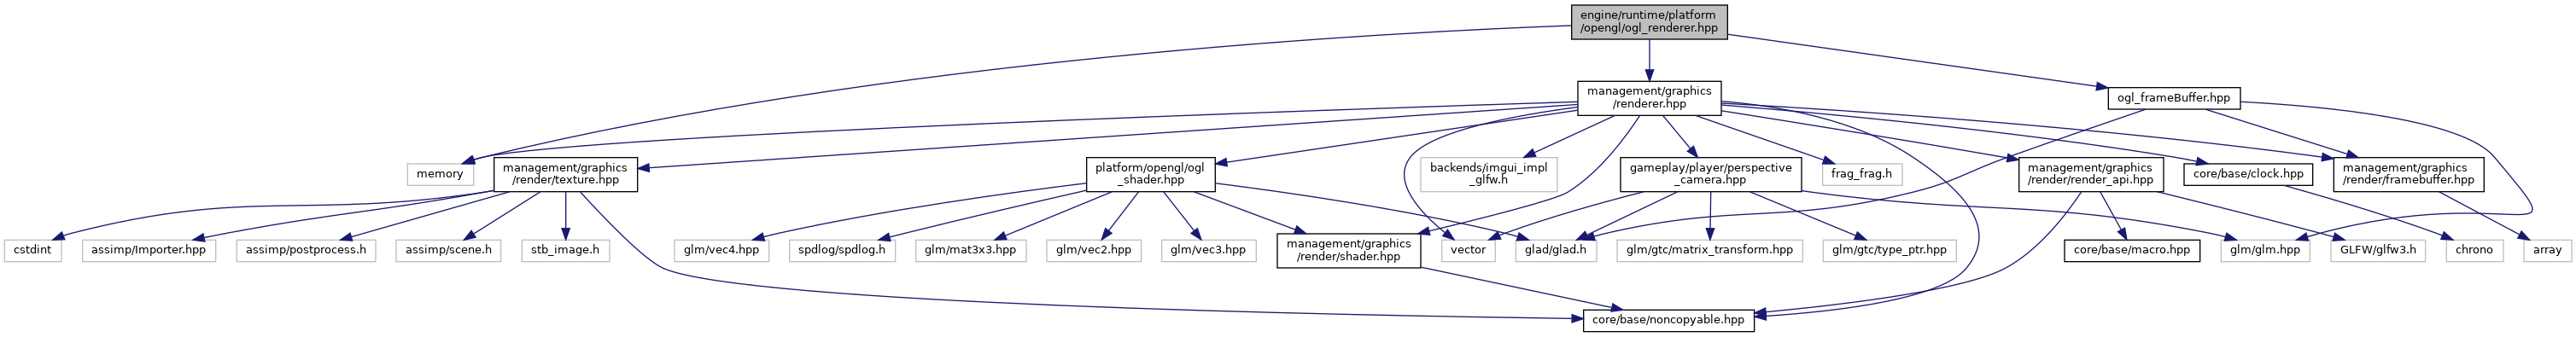 engine/runtime/platform
/opengl/ogl_renderer.hpp
management/graphics
/renderer.hpp
ogl_frameBuffer.hpp
memory
management/graphics
/render/texture.hpp
platform/opengl/ogl
_shader.hpp
backends/imgui_impl
_glfw.h
gameplay/player/perspective
_camera.hpp
frag_frag.h
management/graphics
/render/render_api.hpp
core/base/clock.hpp
management/graphics
/render/framebuffer.hpp
cstdint
assimp/Importer.hpp
assimp/postprocess.h
assimp/scene.h
stb_image.h
glm/vec4.hpp
spdlog/spdlog.h
glm/mat3x3.hpp
glm/vec2.hpp
glm/vec3.hpp
management/graphics
/render/shader.hpp
vector
glad/glad.h
glm/gtc/matrix_transform.hpp
glm/gtc/type_ptr.hpp
core/base/macro.hpp
glm/glm.hpp
GLFW/glfw3.h
chrono
array
core/base/noncopyable.hpp